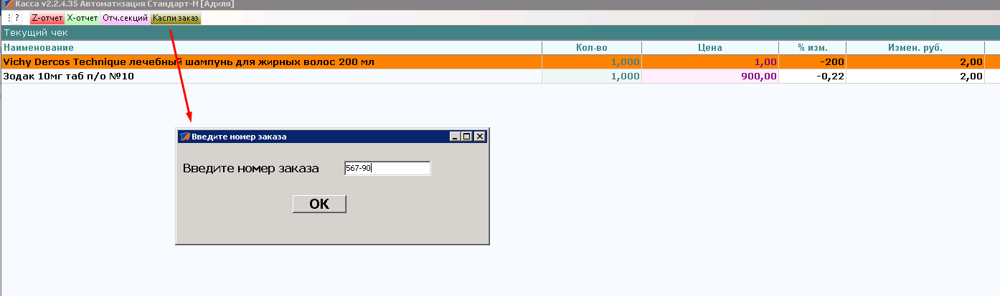 Касса v2.2.4.35 Автоматизация Стандарт-Н [Адиля]
? Z-отчет X-отчет Отч.секций Каспи заказ
Текущий чек
Наименование Кол-во Цена % изм. Измен. руб.
Vichy Dercos Technique лечебный шампунь для жирных волос 200 мл 1,000 1,00 -200 2,00
Зодак 10мг таб п/о №10 1,000 900,00 -0,22 2,00
Введите номер заказа
Введите номер заказа 567-90
OK